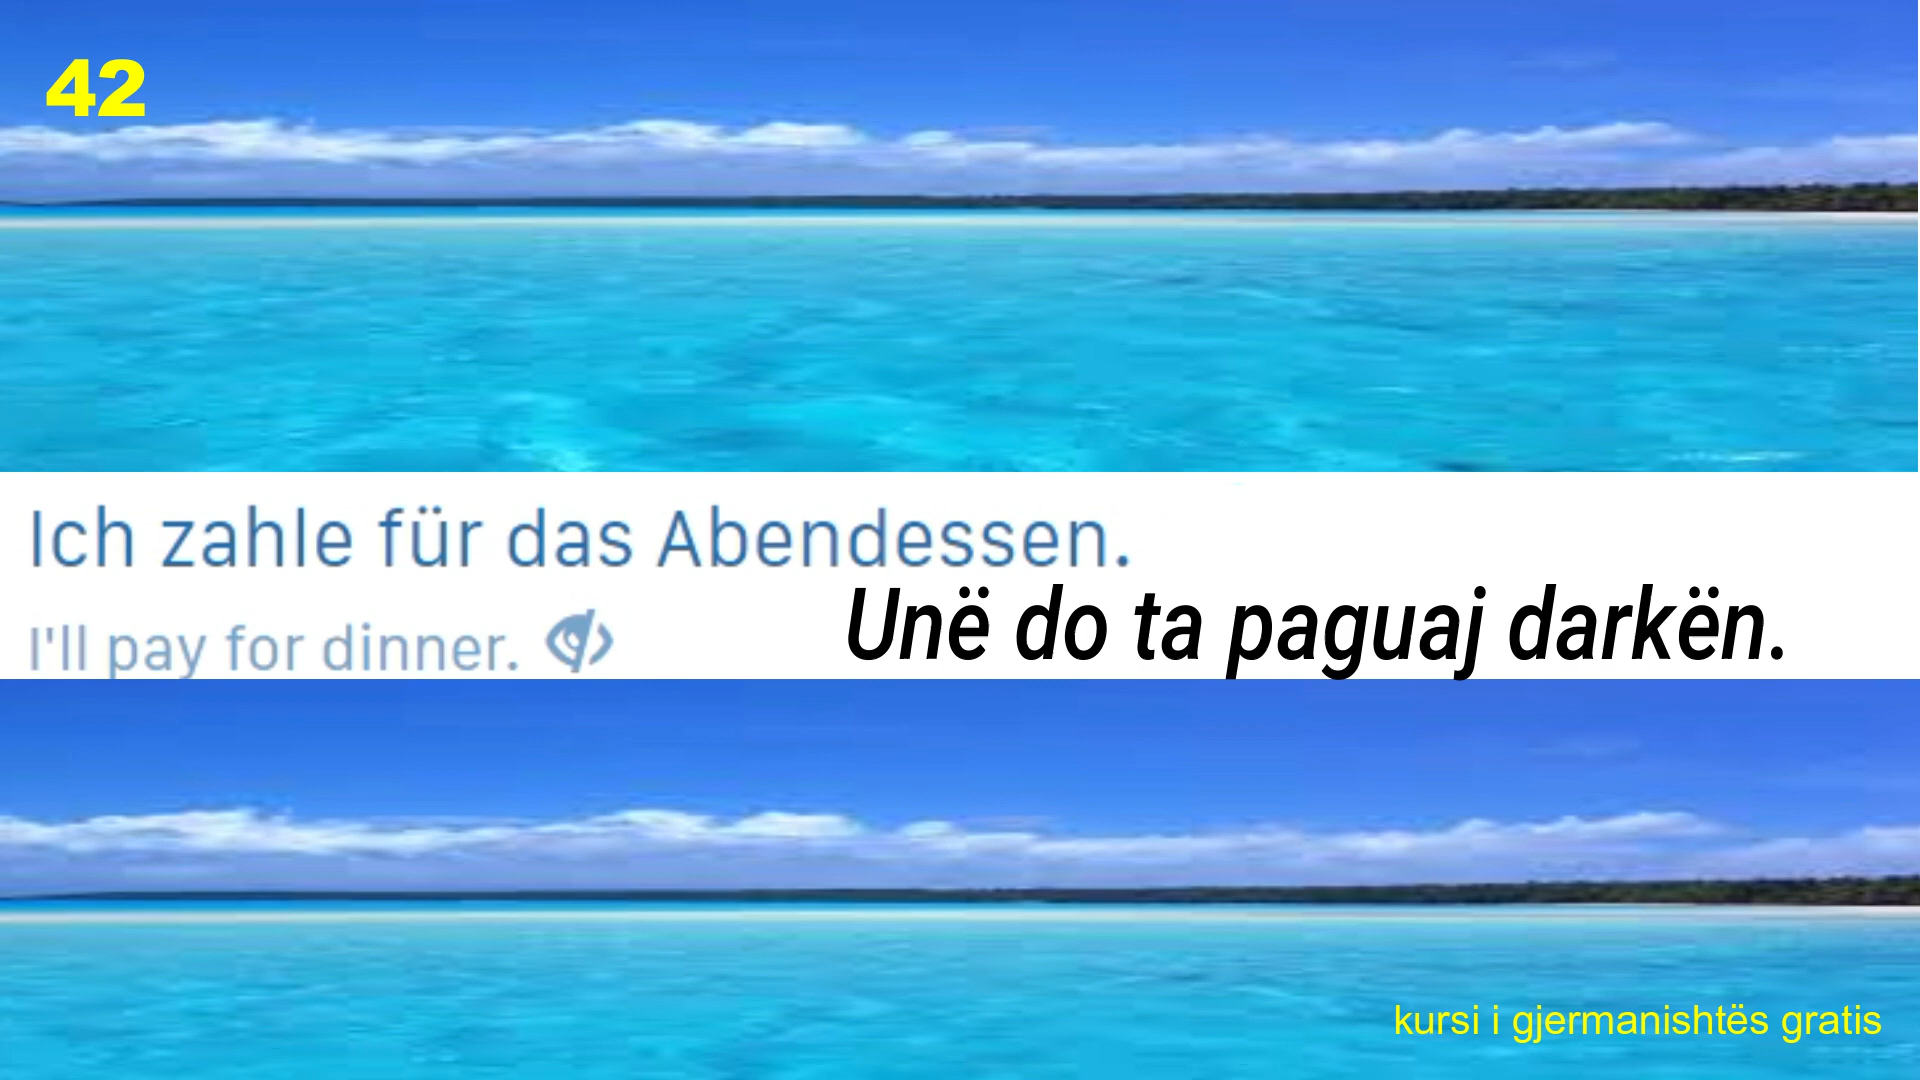 42
Ich zahle für das Abendessen.
I'll pay for dinner.
Unë do ta paguaj darkën.
kursi i gjermanishtës gratis